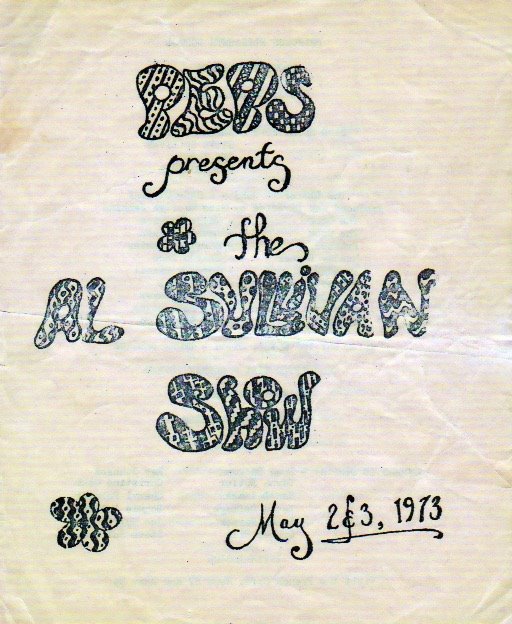 PEPS
presents
the
AL SULLIVAN
SHOW
May 2&3, 1973